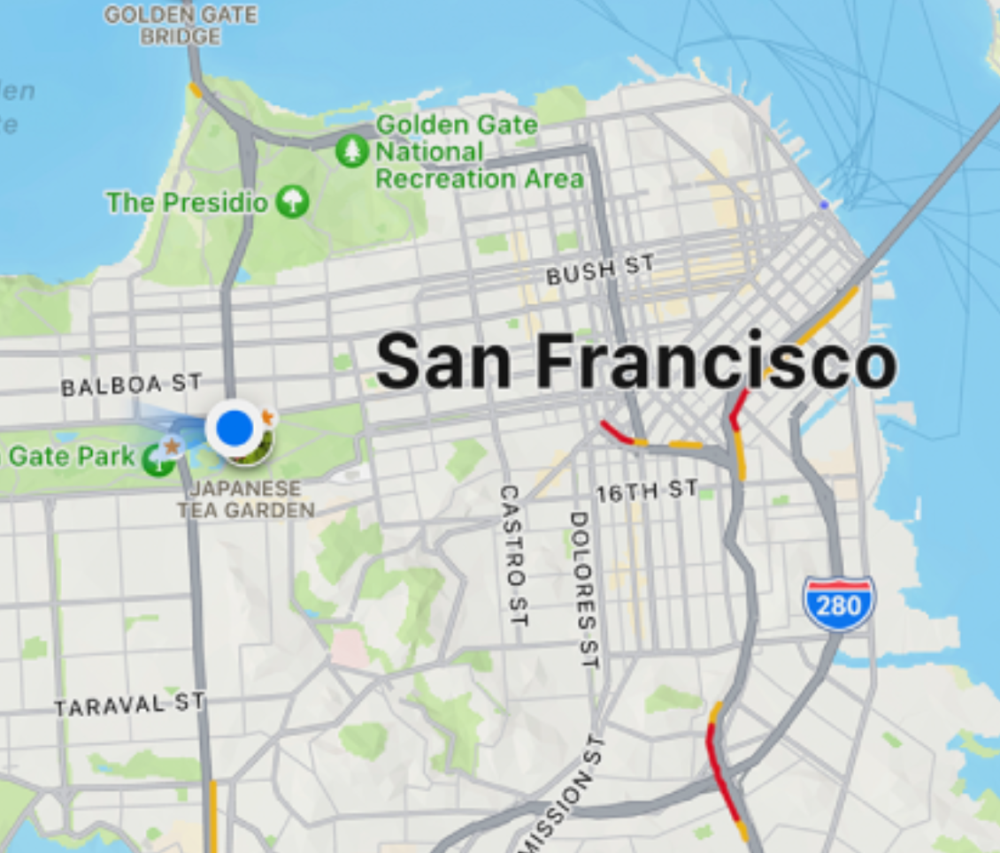 GOLDEN GATE
BRIDGE
Golden Gate
National
Recreation Area
The Presidio
BUSH ST
San Francisco
BALBOA ST
Gate Park
JAPANESE
TEA GARDEN
16TH ST
CASTRO ST
DOLORES ST
280
TARAVAL ST
MISSION ST